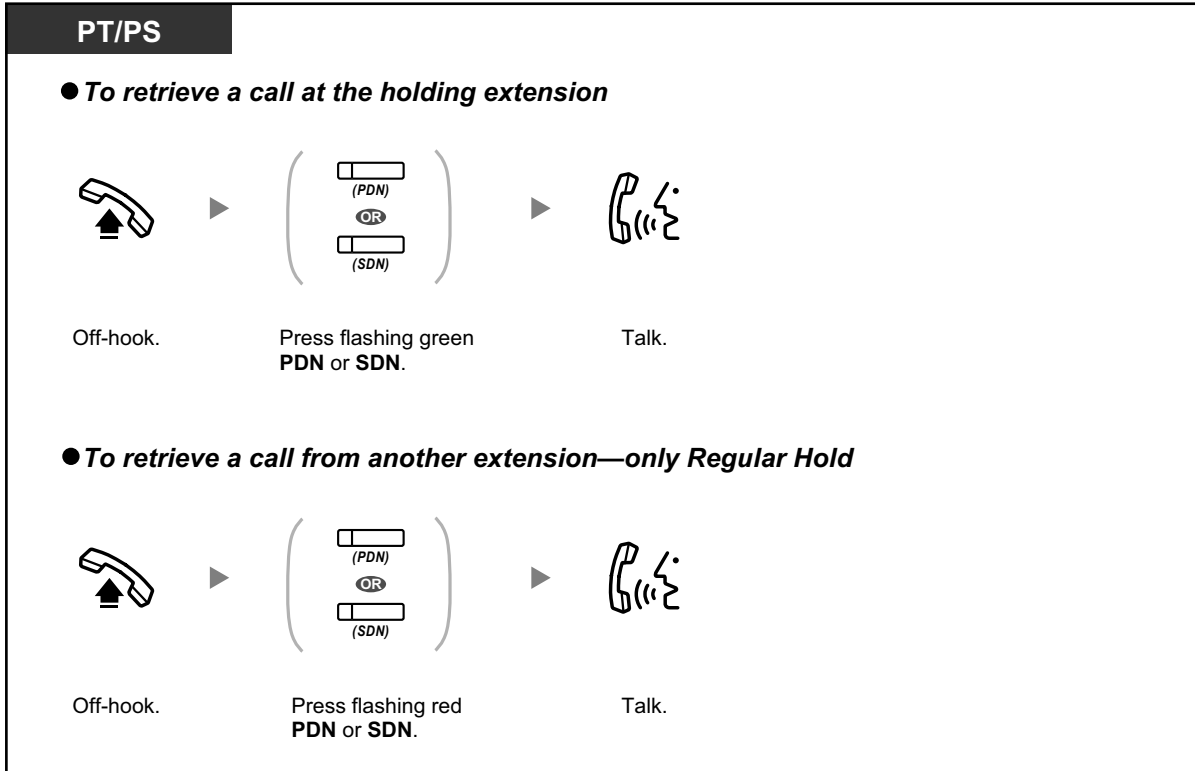 PT/PS
● To retrieve a call at the holding extension
(PDN)
OR
(SDN)
Off-hook.
Press flashing green
PDN or SDN.
Talk.
● To retrieve a call from another extension—only Regular Hold
(PDN)
OR
(SDN)
Off-hook.
Press flashing red
PDN or SDN.
Talk.